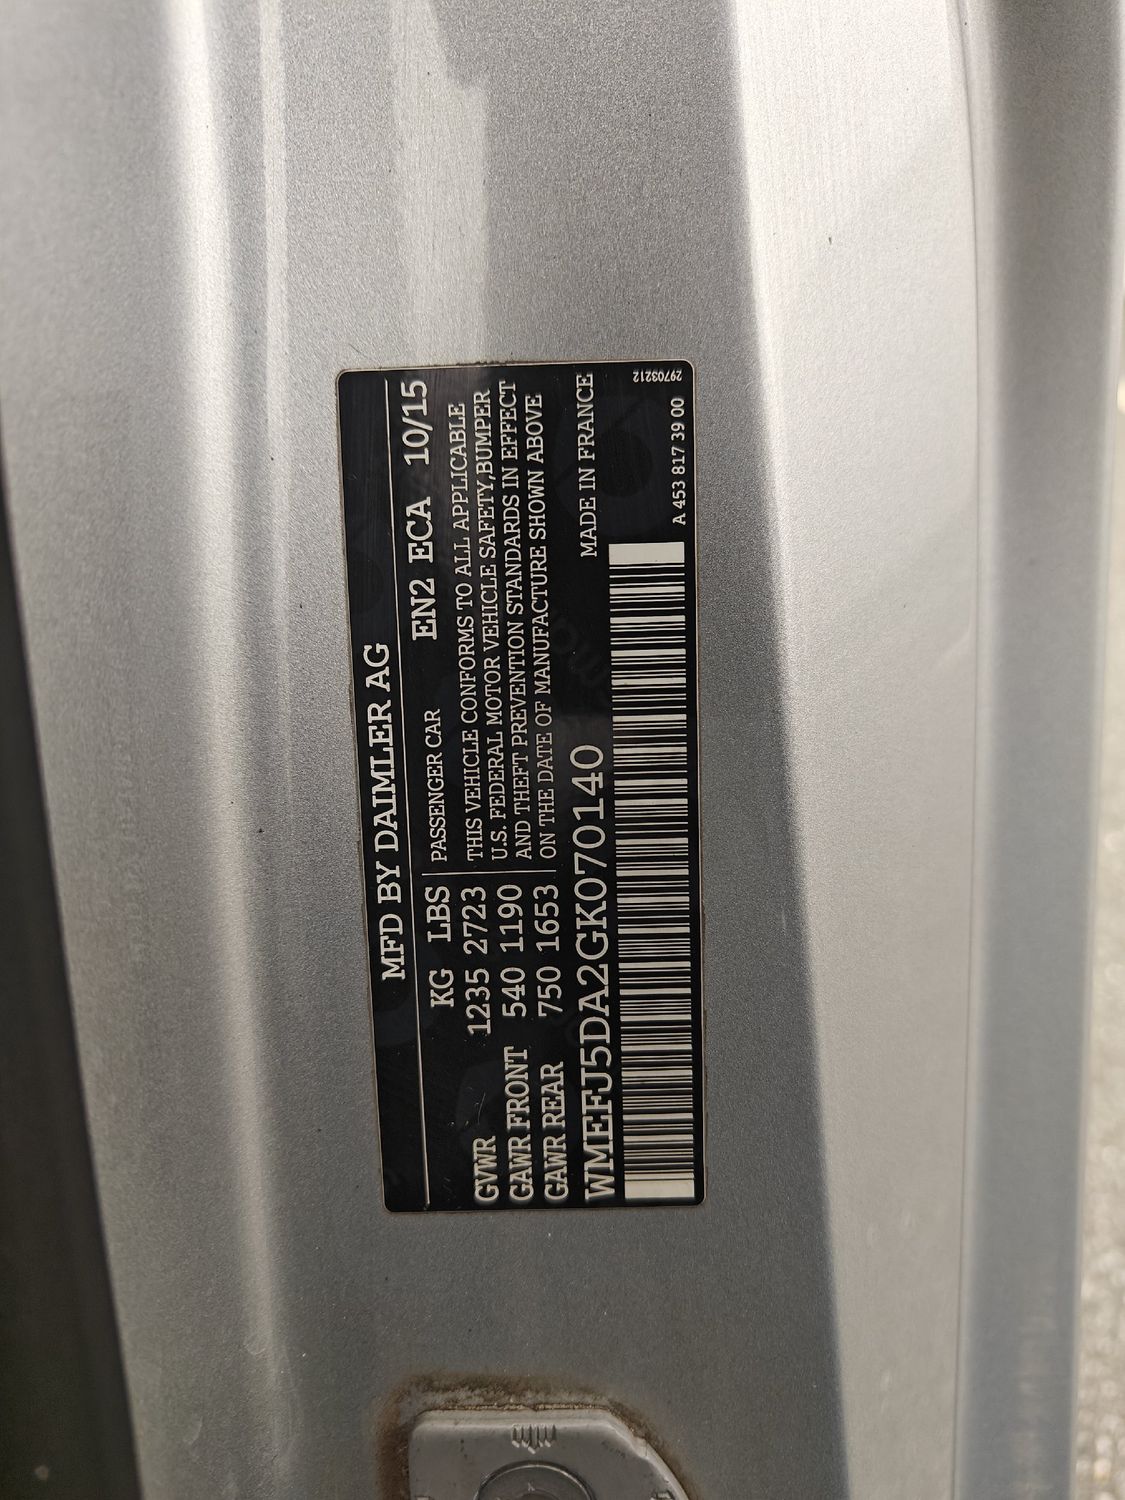 MFD BY DAIMLER AG
KG LBS
PASSENGER CAR EN2 ECA 10/15
GVWR 1235 2723
GAWR FRONT 540 1190
GAWR REAR 750 1653
THIS VEHICLE CONFORMS TO ALL APPLICABLE
U.S. FEDERAL MOTOR VEHICLE SAFETY,BUMPER
AND THEFT PREVENTION STANDARDS IN EFFECT
ON THE DATE OF MANUFACTURE SHOWN ABOVE
WMEFJ5DA2GK070140
MADE IN FRANCE
A 453 817 39 00
29703212